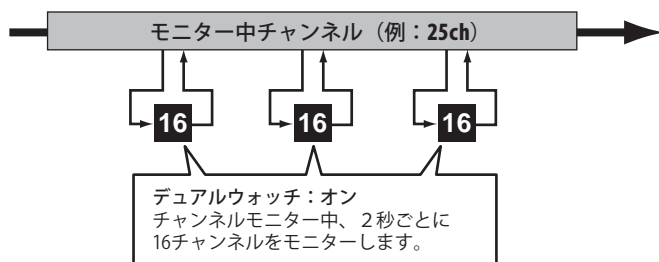 モニター中チャンネル（例：25ch）
16 16 16
デュアルウォッチ：オン
チャンネルモニター中、２秒ごとに
16チャンネルをモニターします。